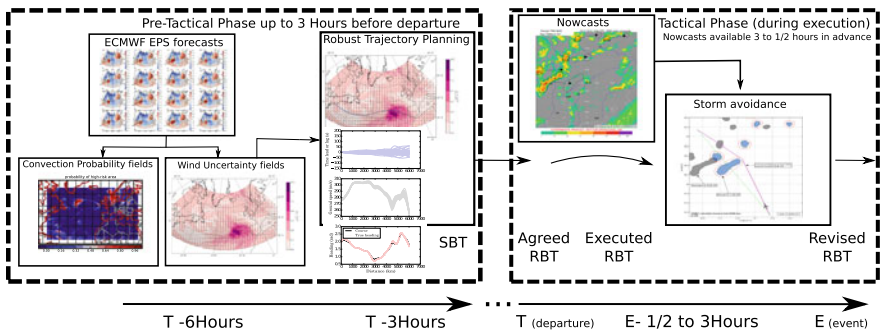 Pre-Tactical Phase up to 3 Hours before departure
ECMWF EPS forecasts
Robust Trajectory Planning
Convection Probability fields
probability of high-risk area
Wind Uncertainty fields
Distance (km)
SBT
Nowcasts
Tactical Phase (during execution)
Nowcasts available 3 to 1/2 hours in advance
Storm avoidance
Agreed
RBT
Executed
RBT
Revised
RBT
T -6Hours
T -3Hours
T (departure)
E- 1/2 to 3Hours
E (event)